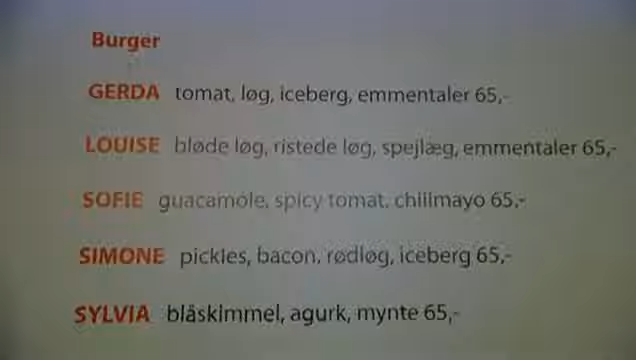 Burger
GERDA tomat, løg, iceberg, emmentaler 65,-
LOUISE bløde løg, ristede løg, spejlæg, emmentaler 65,-
SOFIE guacamole, spicy tomat, chilimayo 65,-
SIMONE pickles, bacon, rødløg, iceberg 65,-
SYLVIA blåskimmel, agurk, mynte 65,-